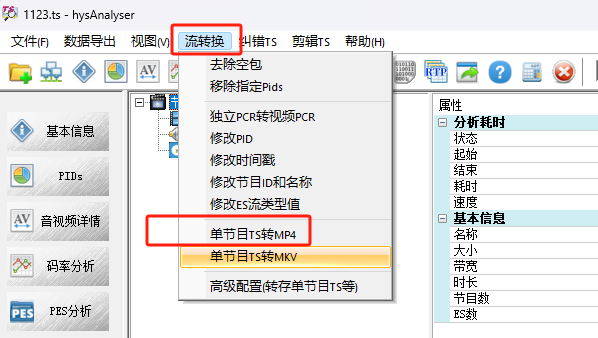 1123.ts - hysAnalyser
文件(F) 数据导出 视图(V) 流转换 纠错TS 剪辑TS 帮助(H)
AV
RTP
基本信息
PIDs
音视频详情
码率分析
PES分析
去除空包
移除指定Pids
独立PCR转视频PCR
修改PID
修改时间戳
修改节目ID和名称
修改ES流类型值
单节目TS转MP4
单节目TS转MKV
高级配置(转存单节目TS等)
属性
分析耗时
状态
起始
结束
耗时
速度
基本信息
名称
大小
带宽
时长
节目数
ES数